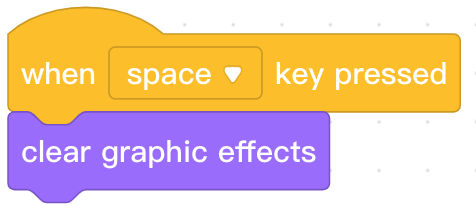 when space key pressed
clear graphic effects